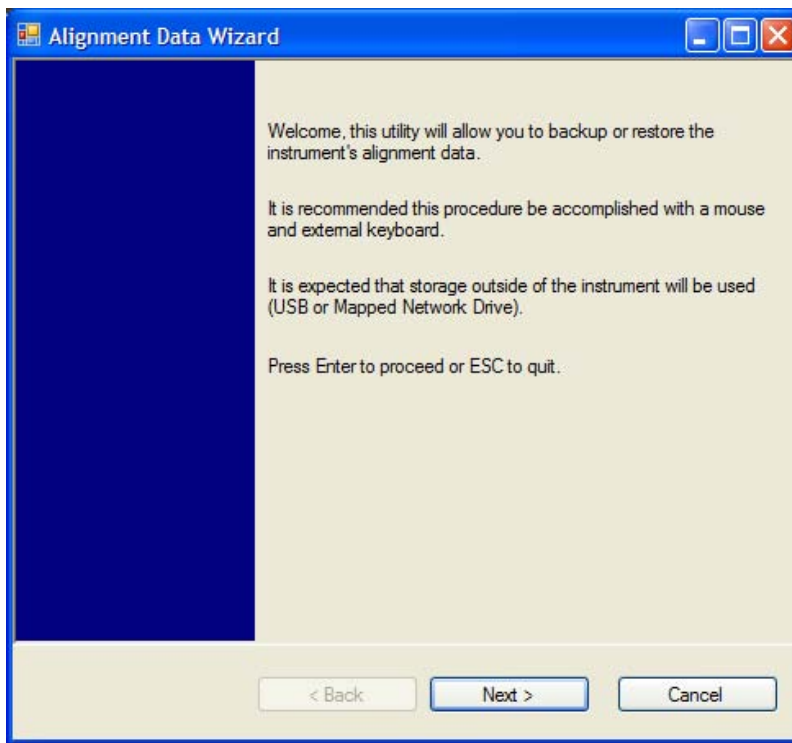 Alignment Data Wizard
Welcome, this utility will allow you to backup or restore the
instrument's alignment data.
It is recommended this procedure be accomplished with a mouse
and external keyboard.
It is expected that storage outside of the instrument will be used
(USB or Mapped Network Drive).
Press Enter to proceed or ESC to quit.
< Back
Next >
Cancel